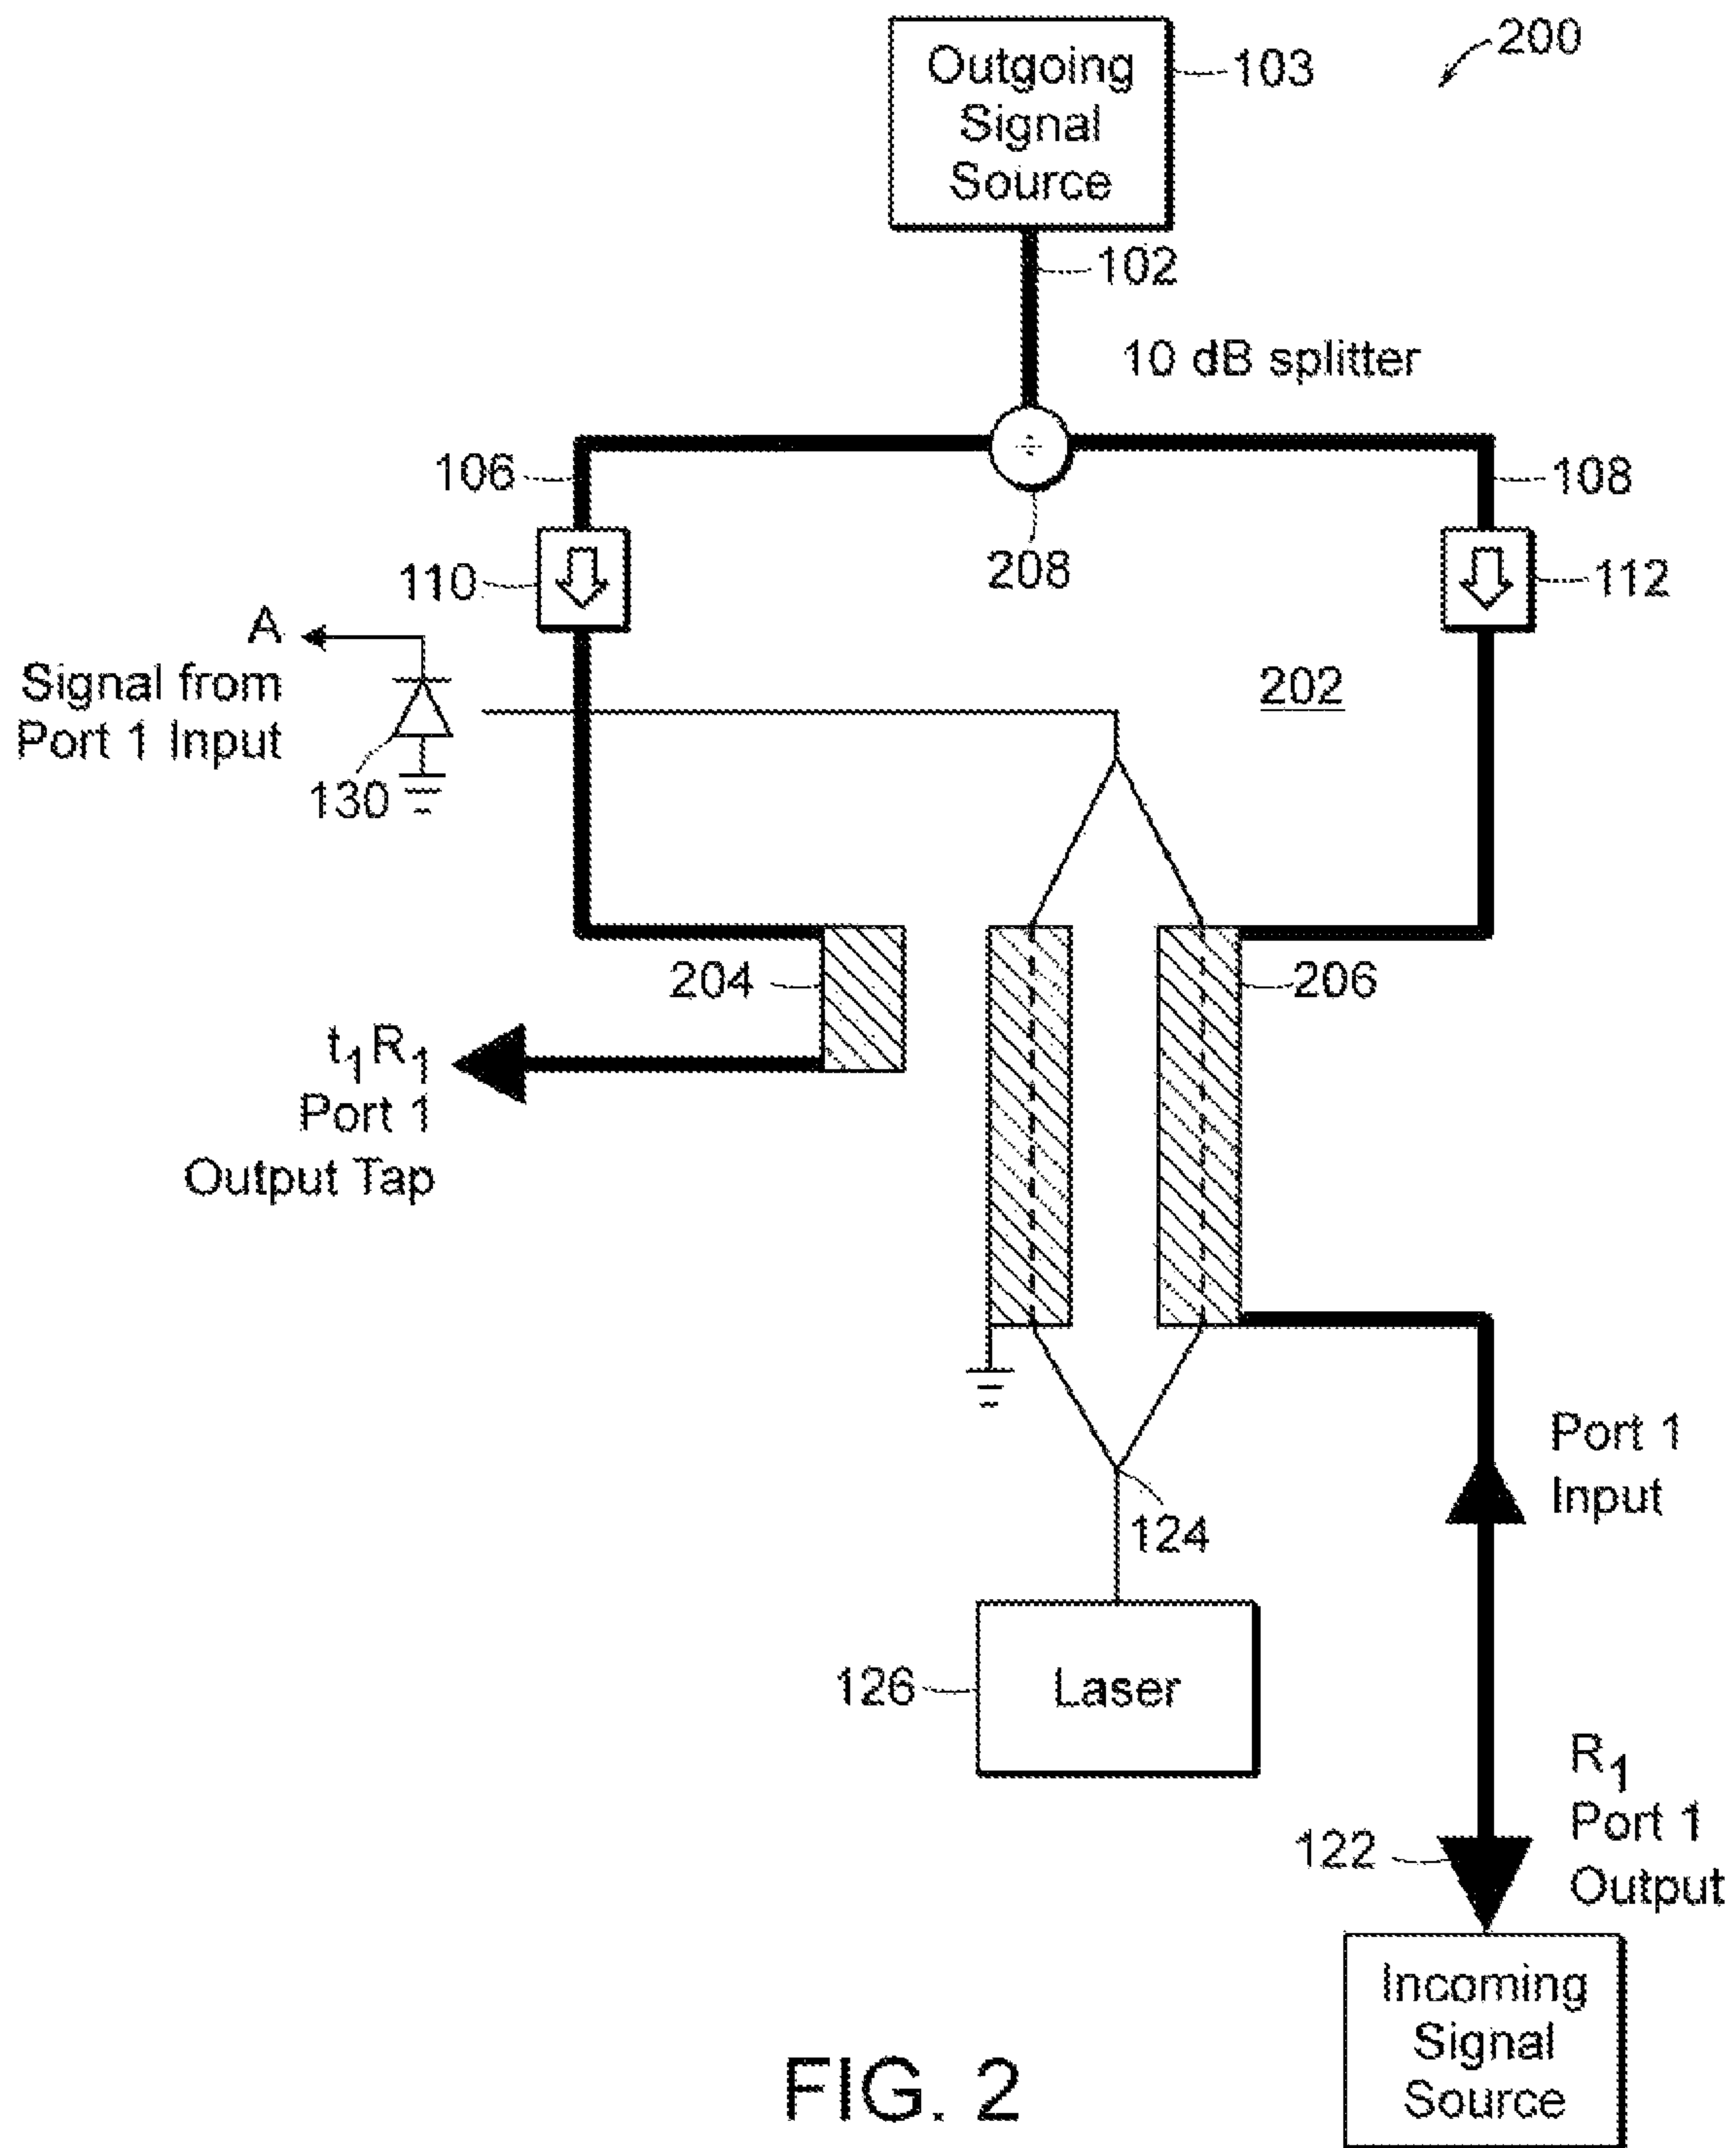 200
Outgoing
Signal
Source
103
102
10 dB splitter
106
108
208
110
112
A
Signal from
Port 1 Input
130
202
204
206
t1R1
Port 1
Output Tap
124
Port 1
Input
126
Laser
R1
Port 1
Output
122
Incoming
Signal
Source
FIG. 2